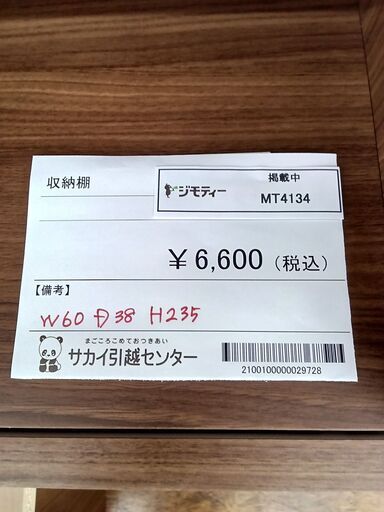 収納棚
ジモティー
掲載中
MT4134
￥6,600（税込）
【備考】
W60 D38 H235
まごころこめておつきあい
サカイ引越センター
2100100000029728